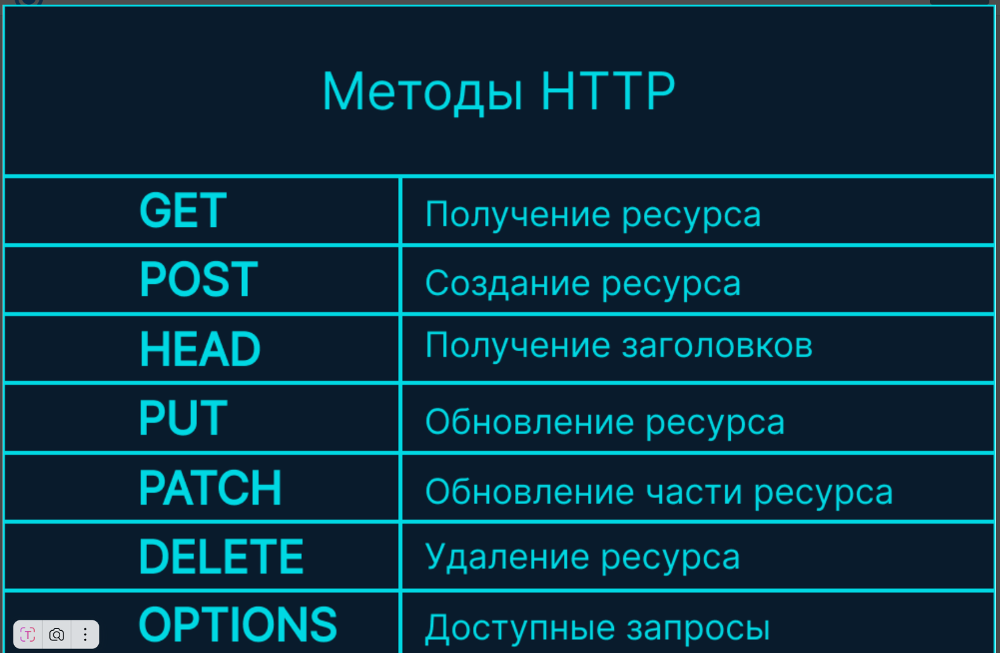 Методы HTTP
GET Получение ресурса
POST Создание ресурса
HEAD Получение заголовков
PUT Обновление ресурса
PATCH Обновление части ресурса
DELETE Удаление ресурса
OPTIONS Доступные запросы